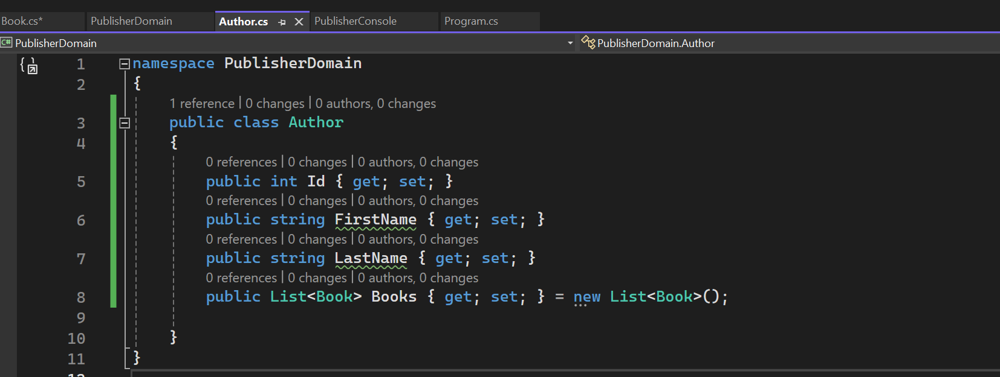 Book.cs* PublisherDomain Author.cs PublisherConsole Program.cs
C# PublisherDomain PublisherDomain.Author
1 namespace PublisherDomain
2 {
1 reference | 0 changes | 0 authors, 0 changes
3 public class Author
4 {
0 references | 0 changes | 0 authors, 0 changes
5 public int Id { get; set; }
0 references | 0 changes | 0 authors, 0 changes
6 public string FirstName { get; set; }
0 references | 0 changes | 0 authors, 0 changes
7 public string LastName { get; set; }
0 references | 0 changes | 0 authors, 0 changes
8 public List<Book> Books { get; set; } = new List<Book>();
9
10 }
11 }